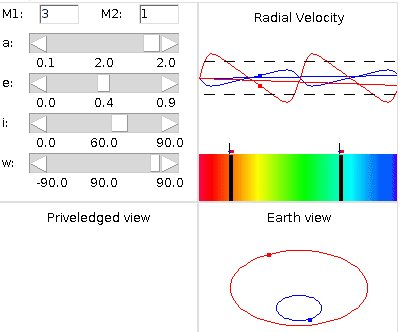 M1: 3 M2: 1
a:
0.1 2.0 2.0
e:
0.0 0.4 0.9
i:
0.0 60.0 90.0
w:
-90.0 90.0 90.0
Radial Velocity
Priveledged view
Earth view